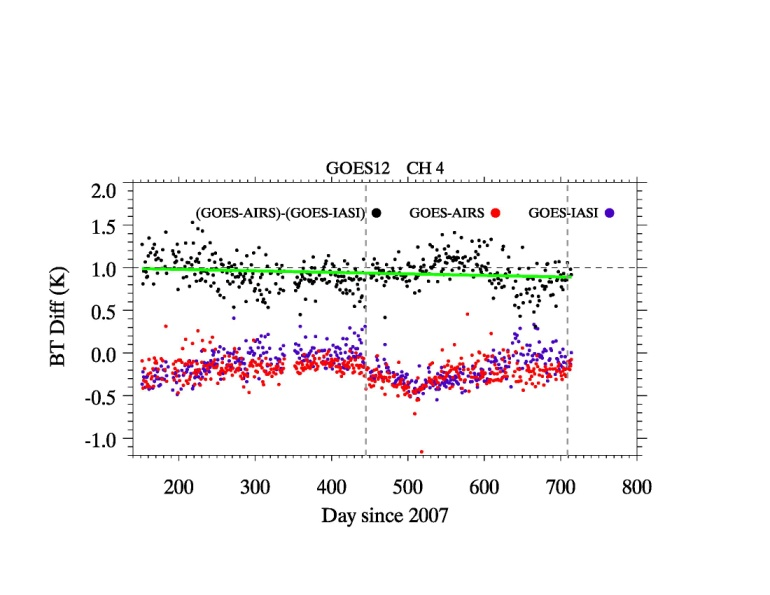 GOES12 CH 4
(GOES-AIRS)-(GOES-IASI)
GOES-AIRS
GOES-IASI
BT Diff (K)
2.0
1.5
1.0
0.5
0.0
-0.5
-1.0
200 300 400 500 600 700 800
Day since 2007